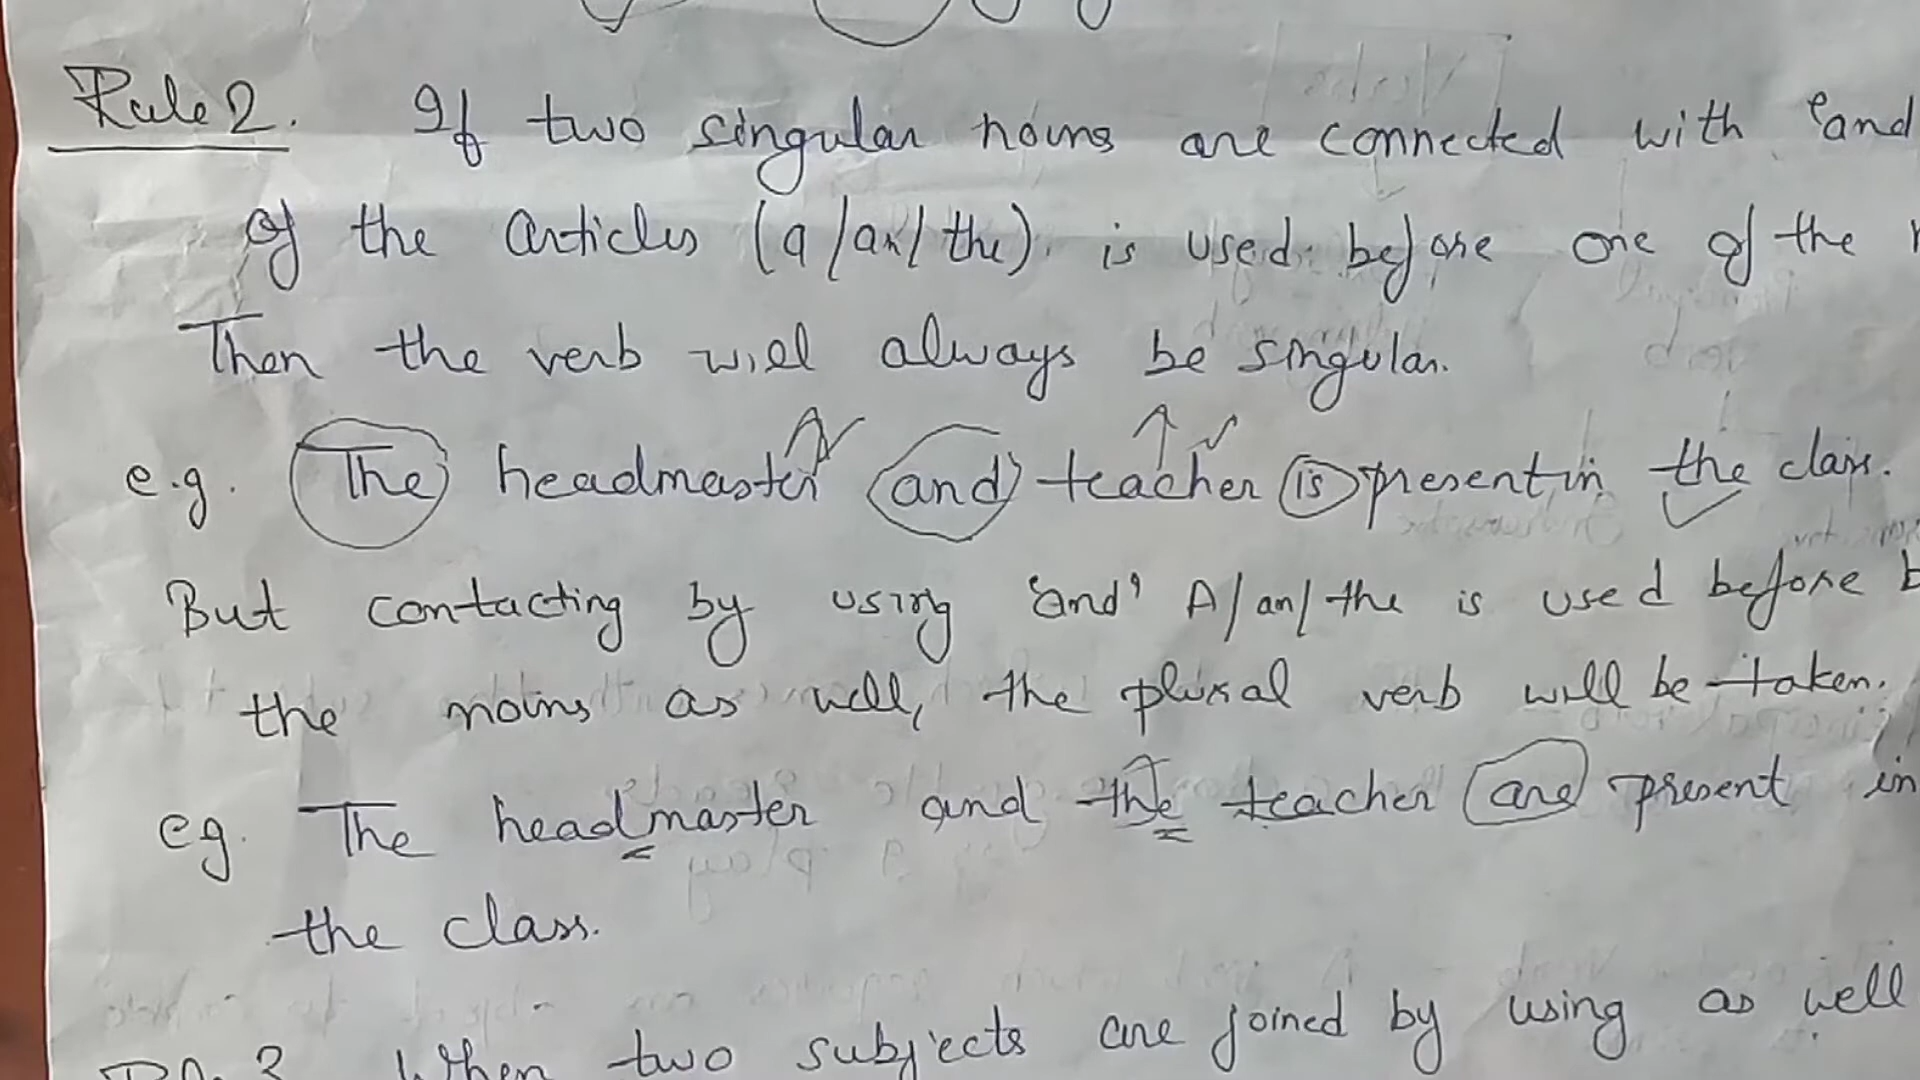 Rule 2. If two singular nouns are connected with 'and
of the articles (a/an/the) is used before one of the
Then the verb will always be singular.
e.g. The headmaster and teacher is present in the class.
But contacting by using 'and' A/an/the is used before b
the nouns as well, the plural verb will be taken.
eg. The headmaster and the teacher are present in
the class.
When two subjects are joined by using as well